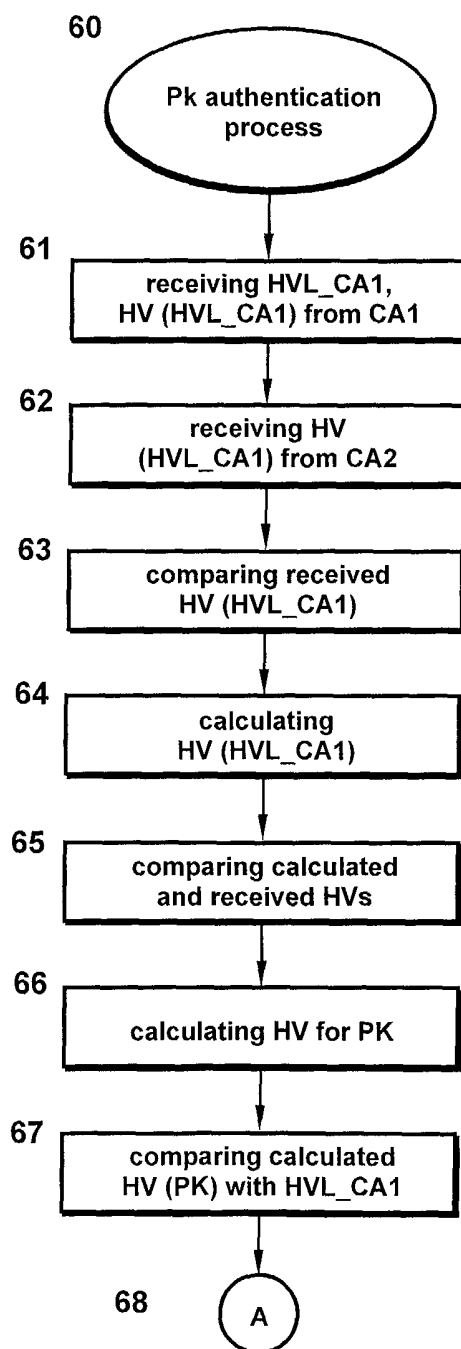 60
Pk authentication
process
61
receiving HVL_CA1,
HV (HVL_CA1) from CA1
62
receiving HV
(HVL_CA1) from CA2
63
comparing received
HV (HVL_CA1)
64
calculating
HV (HVL_CA1)
65
comparing calculated
and received HVs
66
calculating HV for PK
67
comparing calculated
HV (PK) with HVL_CA1
68
A